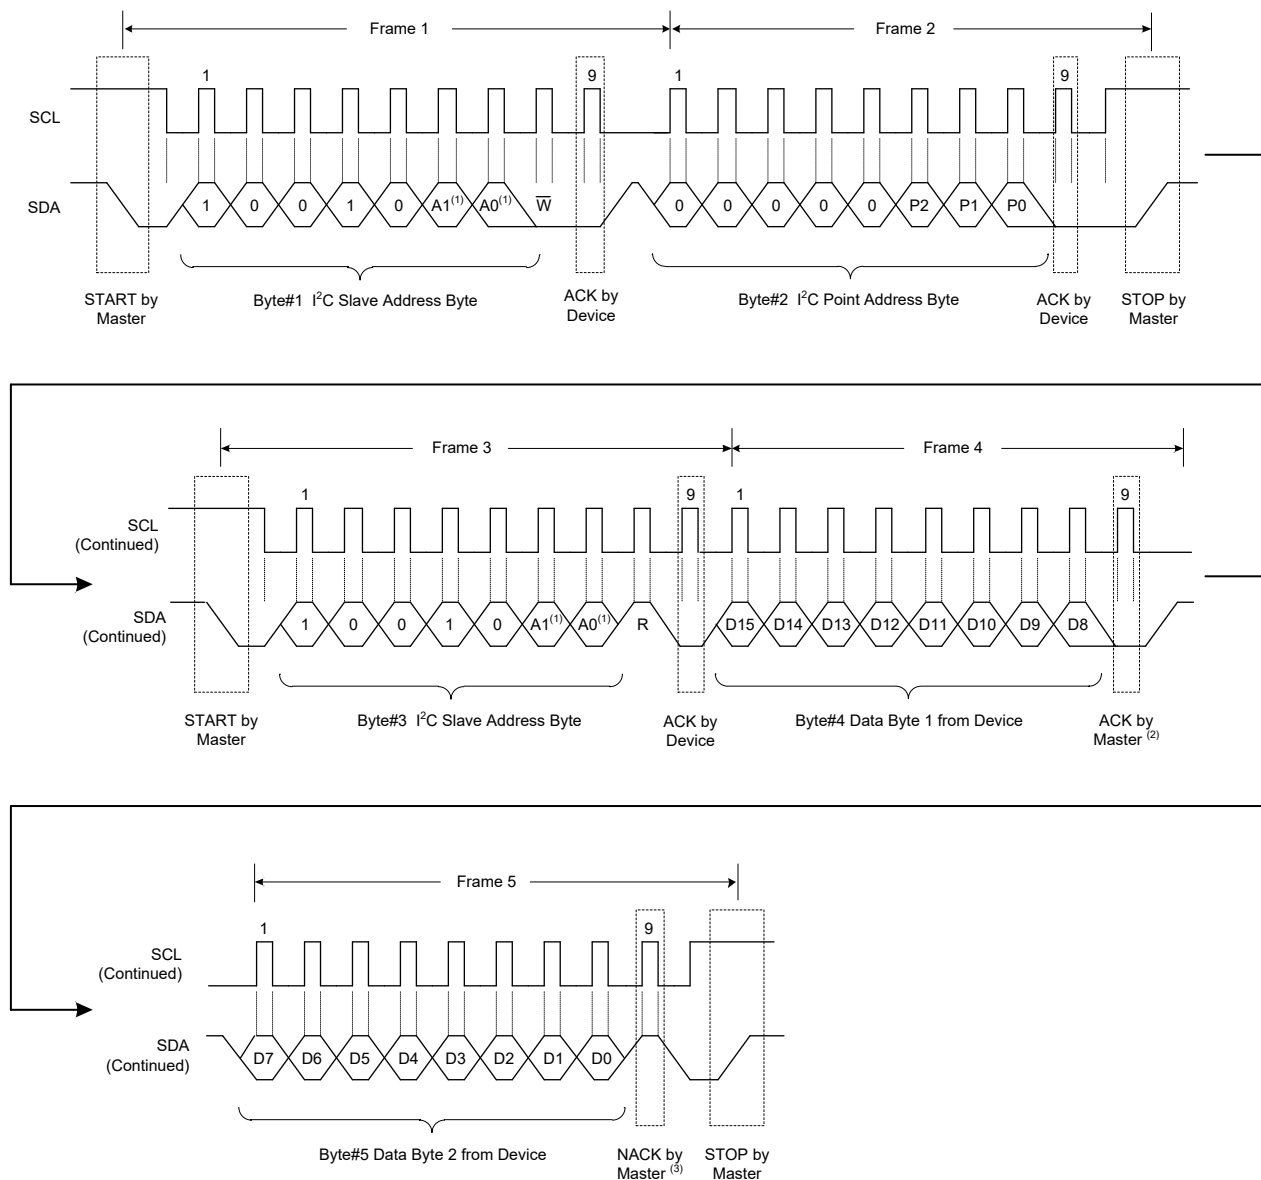 Frame 1 Frame 2
1 9 1 9
SCL
SDA 1 0 0 1 0 A1(1) A0(1) W̅ 0 0 0 0 0 P2 P1 P0
START by
Master
Byte#1 I²C Slave Address Byte
ACK by
Device
Byte#2 I²C Point Address Byte
ACK by
Device
STOP by
Master
Frame 3 Frame 4
1 9 1 9
SCL
(Continued)
SDA
(Continued)
1 0 0 1 0 A1(1) A0(1) R D15 D14 D13 D12 D11 D10 D9 D8
START by
Master
Byte#3 I²C Slave Address Byte
ACK by
Device
Byte#4 Data Byte 1 from Device
ACK by
Master (2)
Frame 5
1 9
SCL
(Continued)
SDA
(Continued)
D7 D6 D5 D4 D3 D2 D1 D0
Byte#5 Data Byte 2 from Device
NACK by
Master (3)
STOP by
Master